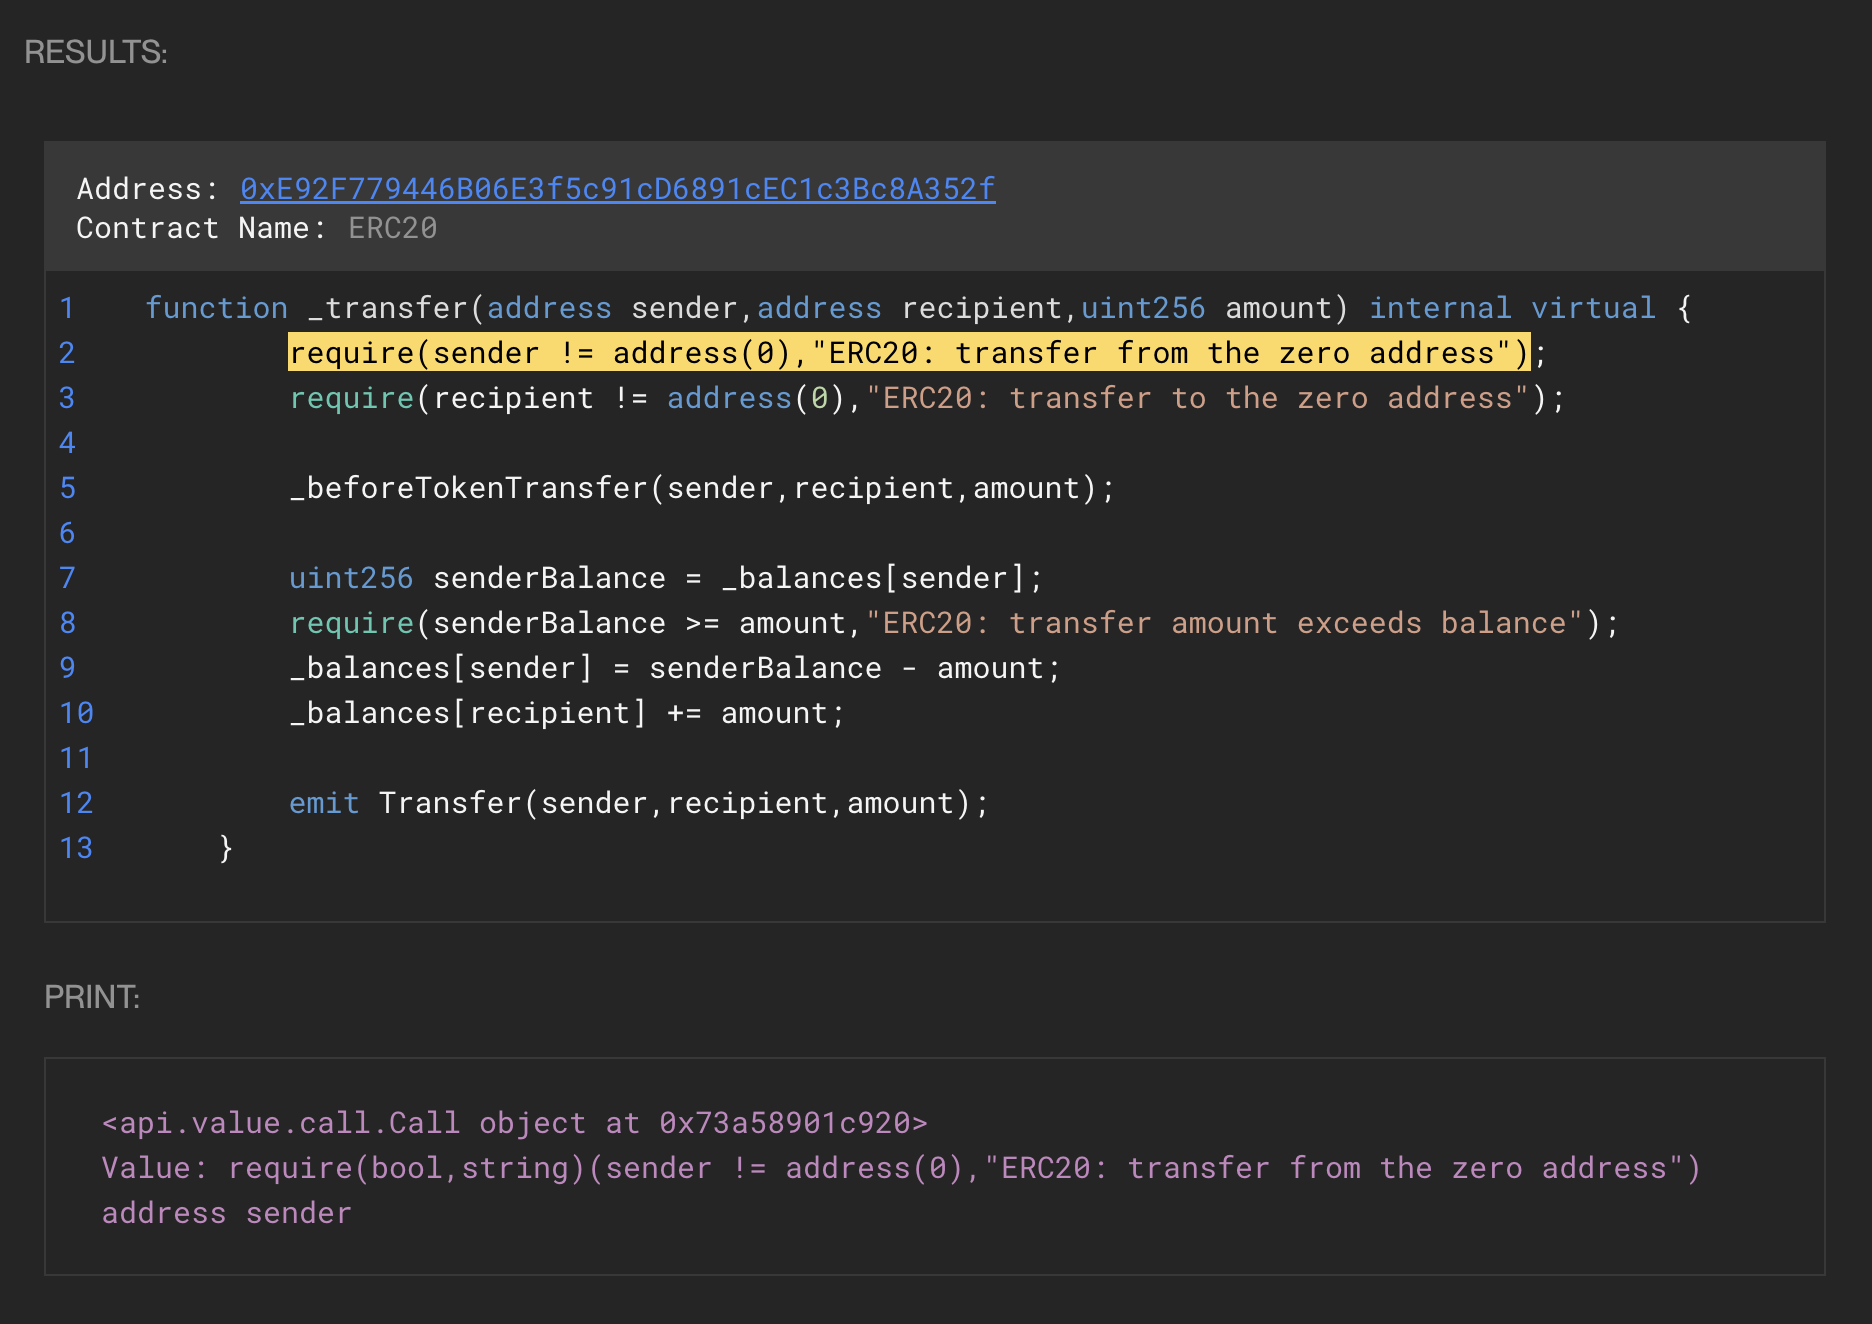 RESULTS:
Address: 0xE92F779446B06E3f5c91cD6891cEC1c3Bc8A352f
Contract Name: ERC20
1 function _transfer(address sender,address recipient,uint256 amount) internal virtual {
2 require(sender != address(0),"ERC20: transfer from the zero address");
3 require(recipient != address(0),"ERC20: transfer to the zero address");
4
5 _beforeTokenTransfer(sender,recipient,amount);
6
7 uint256 senderBalance = _balances[sender];
8 require(senderBalance >= amount,"ERC20: transfer amount exceeds balance");
9 _balances[sender] = senderBalance - amount;
10 _balances[recipient] += amount;
11
12 emit Transfer(sender,recipient,amount);
13 }
PRINT:
<api.value.call.Call object at 0x73a58901c920>
Value: require(bool,string)(sender != address(0),"ERC20: transfer from the zero address")
address sender